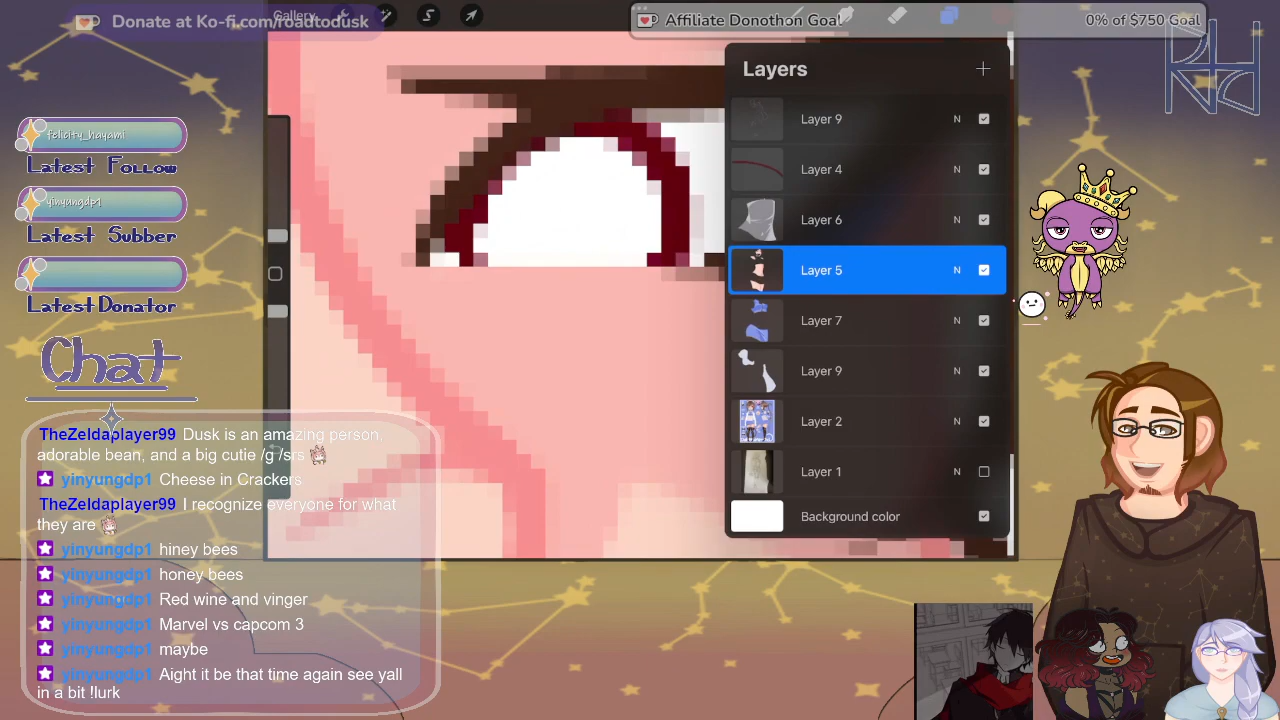 Donate at Ko-fi.com/roadtodusk
Gallery
Affiliate Donothon Goal
0% of $750 Goal
felicity_hayami
Latest Follow
yinyungdp1
Latest Subber
Latest Donator
Chat
TheZeldaplayer99 Dusk is an amazing person,
adorable bean, and a big cutie /g /srs
yinyungdp1 Cheese in Crackers
TheZeldaplayer99 I recognize everyone for what
they are
yinyungdp1 hiney bees
yinyungdp1 honey bees
yinyungdp1 Red wine and vinger
yinyungdp1 Marvel vs capcom 3
yinyungdp1 maybe
yinyungdp1 Aight it be that time again see yall
in a bit !lurk
Layers
Layer 9 N
Layer 4 N
Layer 6 N
Layer 5 N
Layer 7 N
Layer 9 N
Layer 2 N
Layer 1 N
Background color